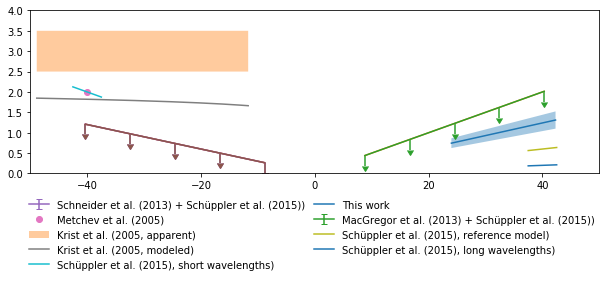 4.0
3.5
3.0
2.5
2.0
1.5
1.0
0.5
0.0
−40 −20 0 20 40
Schneider et al. (2013) + Schüppler et al. (2015))
Metchev et al. (2005)
Krist et al. (2005, apparent)
Krist et al. (2005, modeled)
Schüppler et al. (2015), short wavelengths)
This work
MacGregor et al. (2013) + Schüppler et al. (2015))
Schüppler et al. (2015), reference model)
Schüppler et al. (2015), long wavelengths)